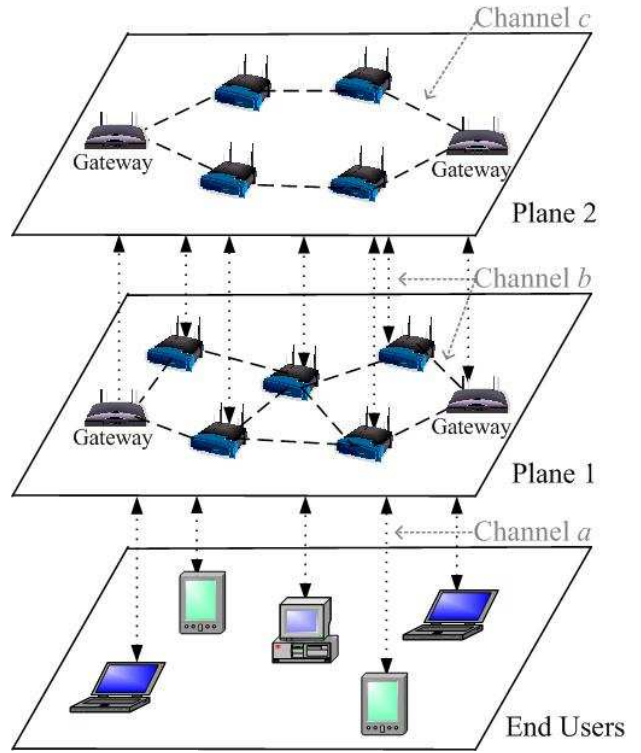 Channel c
Gateway
Gateway
Plane 2
Channel b
Gateway
Gateway
Plane 1
Channel a
End Users